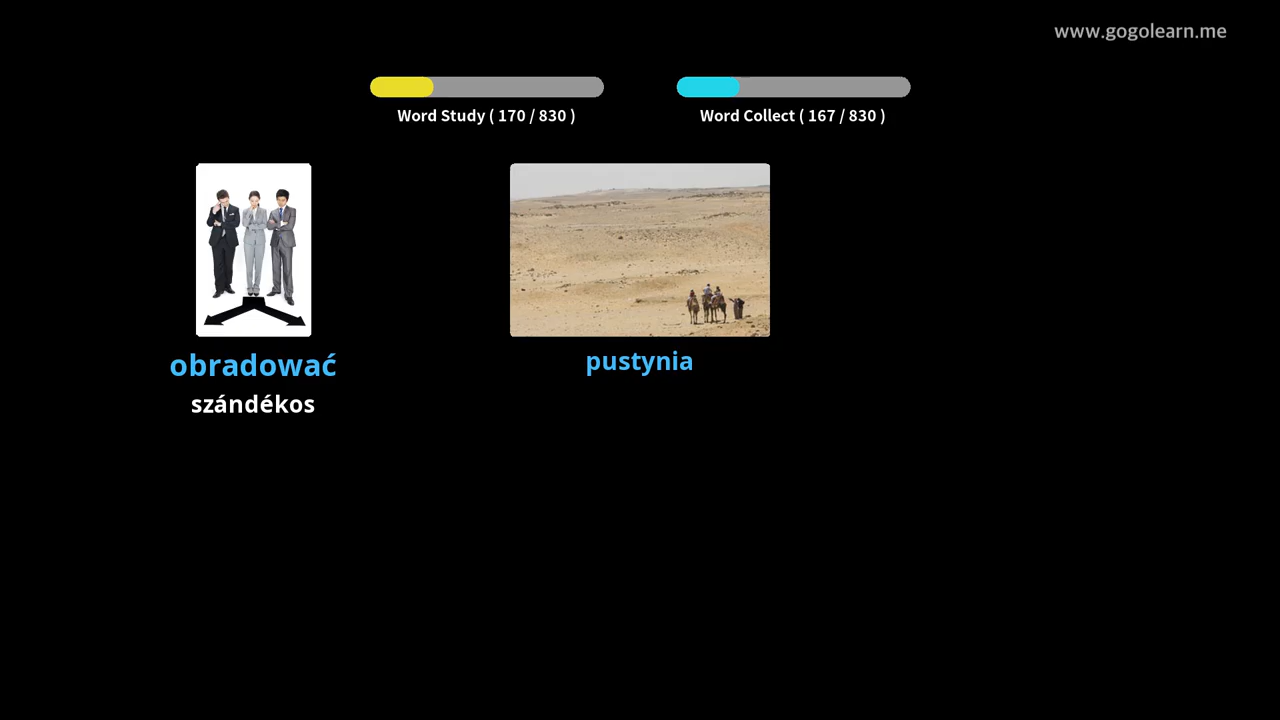 www.gogolearn.me
Word Study ( 170 / 830 )
Word Collect ( 167 / 830 )
obradować
szándékos
pustynia